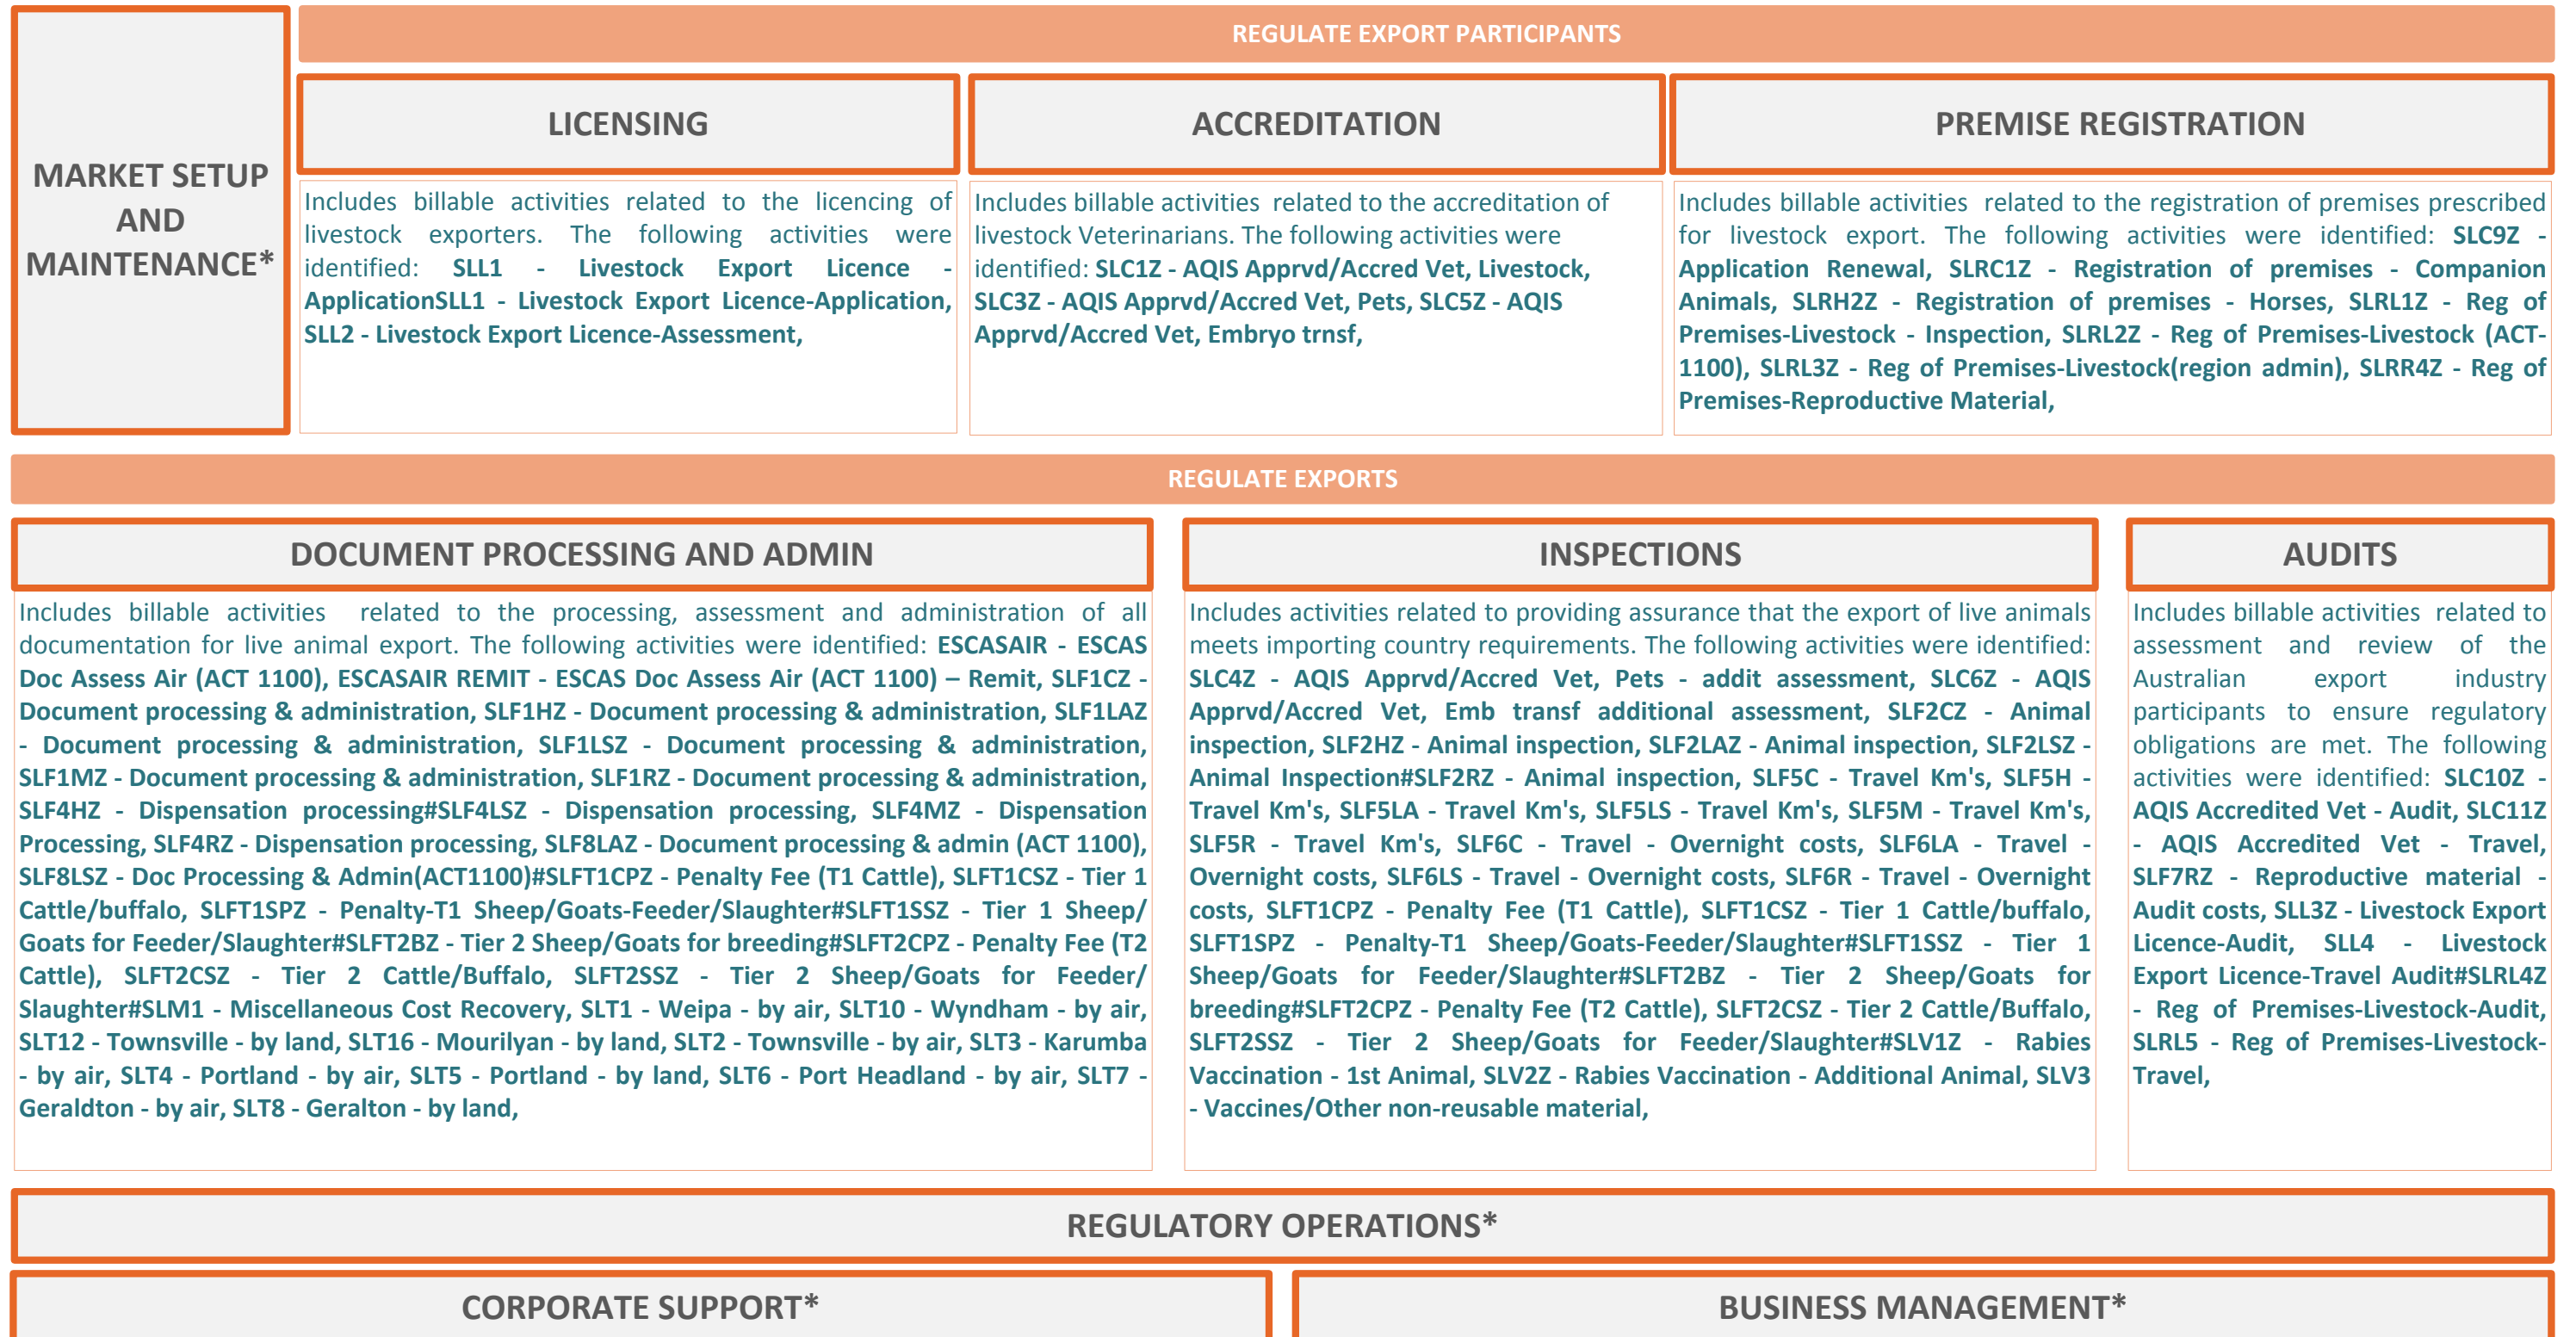 MARKET SETUP
AND
MAINTENANCE*
REGULATE EXPORT PARTICIPANTS
LICENSING
Includes billable activities related to the licencing of
livestock exporters. The following activities were
identified: SLL1 - Livestock Export Licence -
ApplicationSLL1 - Livestock Export Licence-Application,
SLL2 - Livestock Export Licence-Assessment,
ACCREDITATION
Includes billable activities related to the accreditation of
livestock Veterinarians. The following activities were
identified: SLC1Z - AQIS Apprvd/Accred Vet, Livestock,
SLC3Z - AQIS Apprvd/Accred Vet, Pets, SLC5Z - AQIS
Apprvd/Accred Vet, Embryo trnsf,
PREMISE REGISTRATION
Includes billable activities related to the registration of premises prescribed
for livestock export. The following activities were identified: SLC9Z -
Application Renewal, SLRC1Z - Registration of premises - Companion
Animals, SLRH2Z - Registration of premises - Horses, SLRL1Z - Reg of
Premises-Livestock - Inspection, SLRL2Z - Reg of Premises-Livestock (ACT-
1100), SLRL3Z - Reg of Premises-Livestock(region admin), SLRR4Z - Reg of
Premises-Reproductive Material,
REGULATE EXPORTS
DOCUMENT PROCESSING AND ADMIN
Includes billable activities related to the processing, assessment and administration of all
documentation for live animal export. The following activities were identified: ESCASAIR - ESCAS
Doc Assess Air (ACT 1100), ESCASAIR REMIT - ESCAS Doc Assess Air (ACT 1100) – Remit, SLF1CZ -
Document processing & administration, SLF1HZ - Document processing & administration, SLF1LAZ
- Document processing & administration, SLF1LSZ - Document processing & administration,
SLF1MZ - Document processing & administration, SLF1RZ - Document processing & administration,
SLF4HZ - Dispensation processing#SLF4LSZ - Dispensation processing, SLF4MZ - Dispensation
Processing, SLF4RZ - Dispensation processing, SLF8LAZ - Document processing & admin (ACT 1100),
SLF8LSZ - Doc Processing & Admin(ACT1100)#SLFT1CPZ - Penalty Fee (T1 Cattle), SLFT1CSZ - Tier 1
Cattle/buffalo, SLFT1SPZ - Penalty-T1 Sheep/Goats-Feeder/Slaughter#SLFT1SSZ - Tier 1 Sheep/
Goats for Feeder/Slaughter#SLFT2BZ - Tier 2 Sheep/Goats for breeding#SLFT2CPZ - Penalty Fee (T2
Cattle), SLFT2CSZ - Tier 2 Cattle/Buffalo, SLFT2SSZ - Tier 2 Sheep/Goats for Feeder/
Slaughter#SLM1 - Miscellaneous Cost Recovery, SLT1 - Weipa - by air, SLT10 - Wyndham - by air,
SLT12 - Townsville - by land, SLT16 - Mourilyan - by land, SLT2 - Townsville - by air, SLT3 - Karumba
- by air, SLT4 - Portland - by air, SLT5 - Portland - by land, SLT6 - Port Headland - by air, SLT7 -
Geraldton - by air, SLT8 - Geralton - by land,
INSPECTIONS
Includes activities related to providing assurance that the export of live animals
meets importing country requirements. The following activities were identified:
SLC4Z - AQIS Apprvd/Accred Vet, Pets - addit assessment, SLC6Z - AQIS
Apprvd/Accred Vet, Emb transf additional assessment, SLF2CZ - Animal
inspection, SLF2HZ - Animal inspection, SLF2LAZ - Animal inspection, SLF2LSZ -
Animal Inspection#SLF2RZ - Animal inspection, SLF5C - Travel Km's, SLF5H -
Travel Km's, SLF5LA - Travel Km's, SLF5LS - Travel Km's, SLF5M - Travel Km's,
SLF5R - Travel Km's, SLF6C - Travel - Overnight costs, SLF6LA - Travel -
Overnight costs, SLF6LS - Travel - Overnight costs, SLF6R - Travel - Overnight
costs, SLFT1CPZ - Penalty Fee (T1 Cattle), SLFT1CSZ - Tier 1 Cattle/buffalo,
SLFT1SPZ - Penalty-T1 Sheep/Goats-Feeder/Slaughter#SLFT1SSZ - Tier 1
Sheep/Goats for Feeder/Slaughter#SLFT2BZ - Tier 2 Sheep/Goats for
breeding#SLFT2CPZ - Penalty Fee (T2 Cattle), SLFT2CSZ - Tier 2 Cattle/Buffalo,
SLFT2SSZ - Tier 2 Sheep/Goats for Feeder/Slaughter#SLV1Z - Rabies
Vaccination - 1st Animal, SLV2Z - Rabies Vaccination - Additional Animal, SLV3
- Vaccines/Other non-reusable material,
AUDITS
Includes billable activities related to
assessment and review of the
Australian export industry
participants to ensure regulatory
obligations are met. The following
activities were identified: SLC10Z -
AQIS Accredited Vet - Audit, SLC11Z
- AQIS Accredited Vet - Travel,
SLF7RZ - Reproductive material -
Audit costs, SLL3Z - Livestock Export
Licence-Audit, SLL4 - Livestock
Export Licence-Travel Audit#SLRL4Z
- Reg of Premises-Livestock-Audit,
SLRL5 - Reg of Premises-Livestock-
Travel,
REGULATORY OPERATIONS*
CORPORATE SUPPORT*
BUSINESS MANAGEMENT*